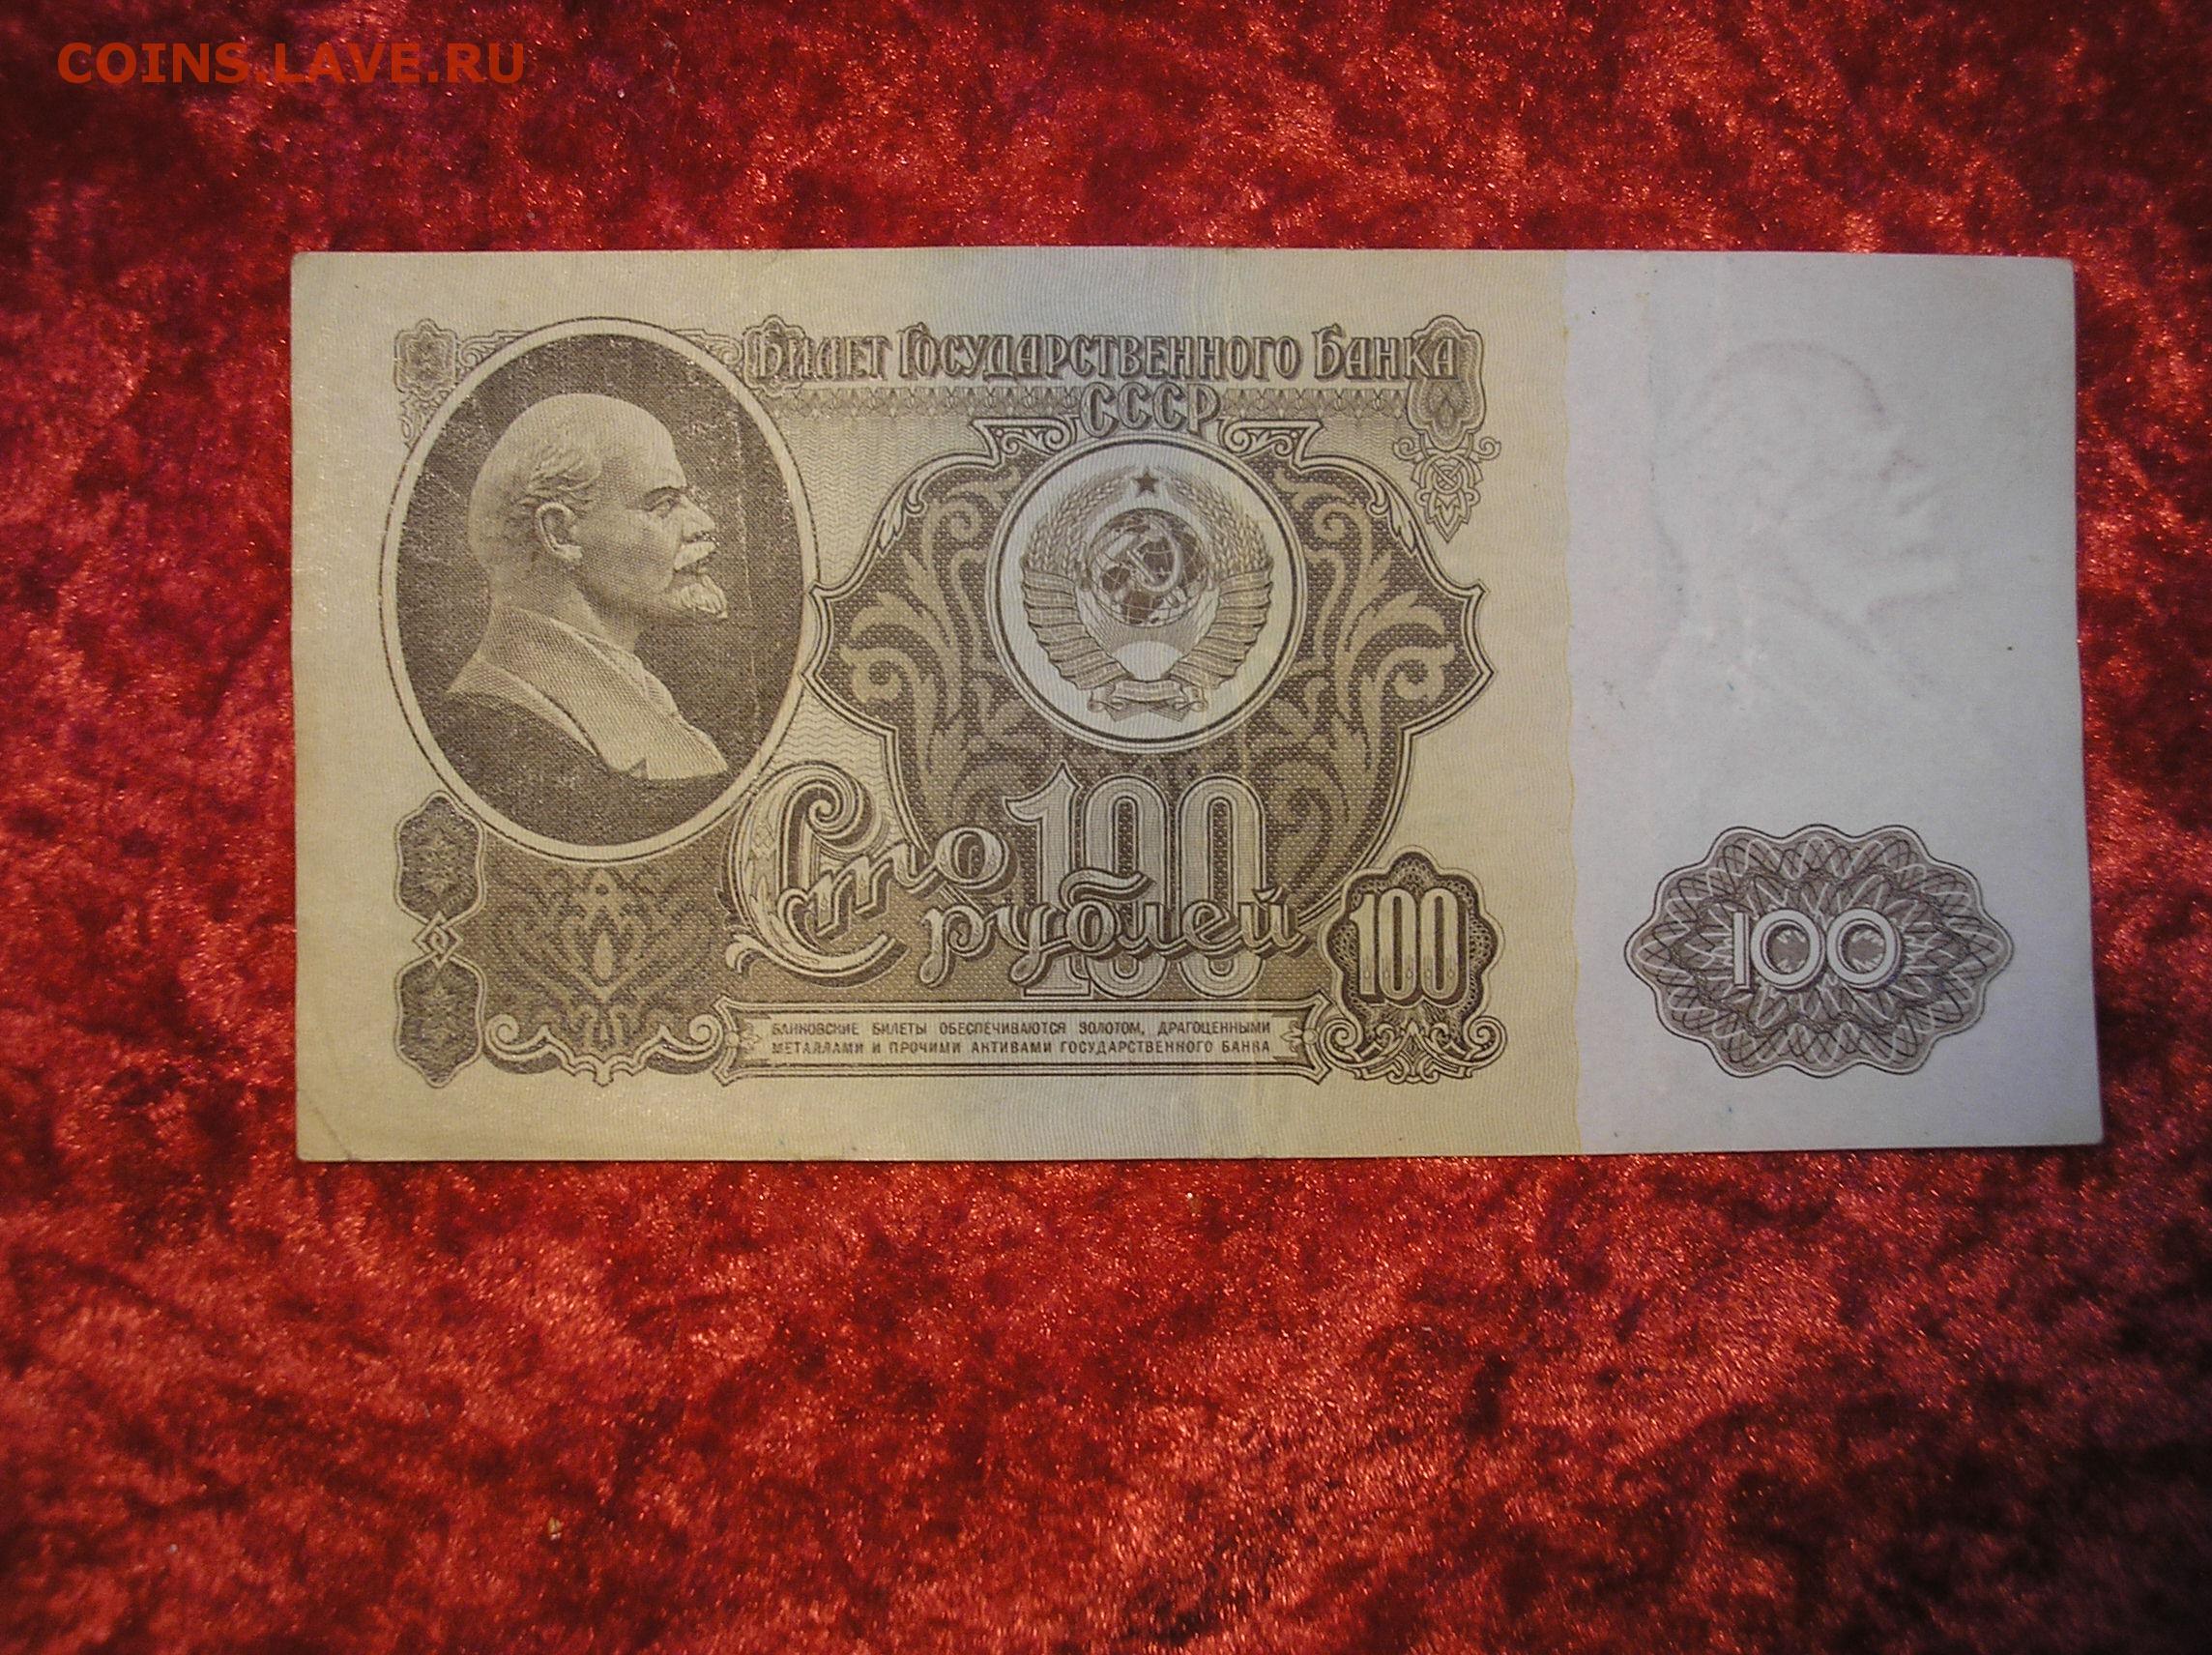 COINS.LAVE.RU
Билет Государственного Банка
СССР
100
Сто
рублей
100
100
БАНКОВСКИЕ БИЛЕТЫ ОБЕСПЕЧИВАЮТСЯ ЗОЛОТОМ, ДРАГОЦЕННЫМИ
МЕТАЛЛАМИ И ПРОЧИМИ АКТИВАМИ ГОСУДАРСТВЕННОГО БАНКА